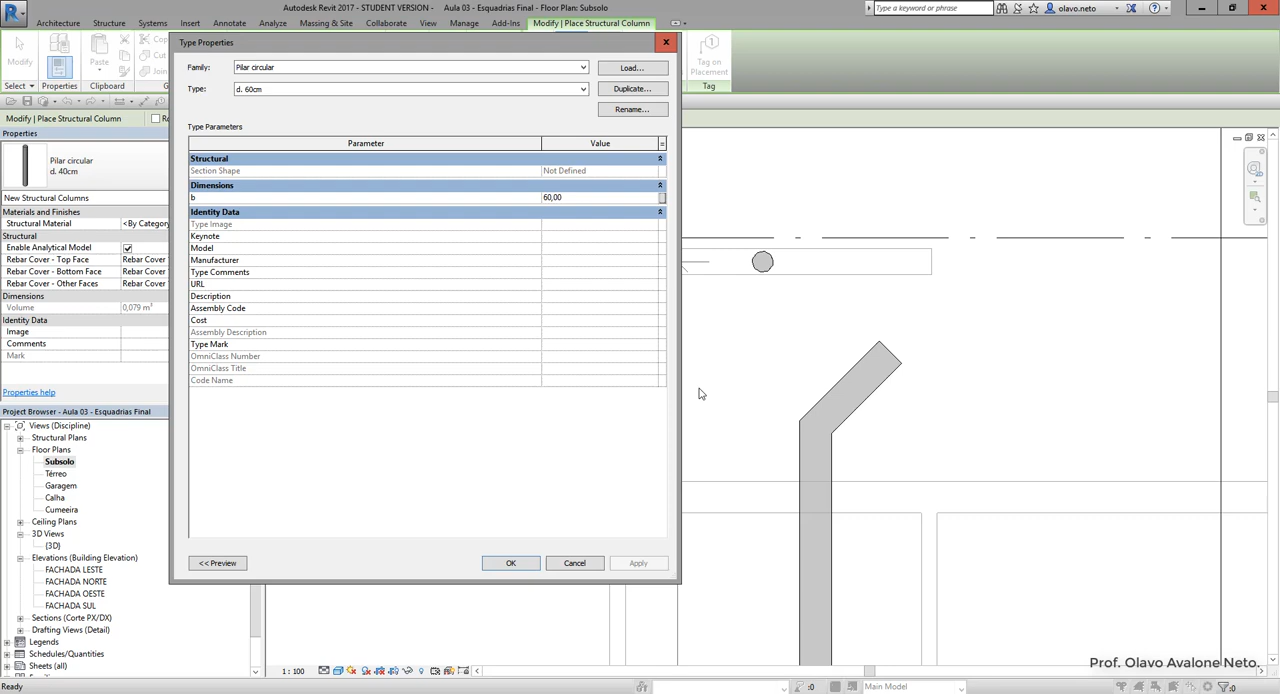 Autodesk Revit 2017 - STUDENT VERSION - Aula 03 - Esquadrias Final - Floor Plan: Subsolo
Type a keyword or phrase
olavo.neto
Architecture Structure Systems Insert Annotate Analyze Massing & Site Collaborate View Manage Add-Ins Modify | Place Structural Column
Modify
Paste
Cop
Cut
Join
Tag on
Placement
Select Properties Clipboard G Tag
Modify | Place Structural Column
Properties
Pilar circular
d. 40cm
New Structural Columns
Materials and Finishes
Structural Material <By Category
Structural
Enable Analytical Model
Rebar Cover - Top Face Rebar Cover
Rebar Cover - Bottom Face Rebar Cover
Rebar Cover - Other Faces Rebar Cover
Dimensions
Volume 0,079 m³
Identity Data
Image
Comments
Mark
Properties help
Project Browser - Aula 03 - Esquadrias Final
Views (Discipline)
Structural Plans
Floor Plans
Subsolo
Térreo
Garagem
Calha
Cumeeira
Ceiling Plans
3D Views
{3D}
Elevations (Building Elevation)
FACHADA LESTE
FACHADA NORTE
FACHADA OESTE
FACHADA SUL
Sections (Corte PX/DX)
Drafting Views (Detail)
Legends
Schedules/Quantities
Sheets (all)
Type Properties
Family: Pilar circular Load...
Type: d. 60cm Duplicate...
Rename...
Type Parameters
Parameter Value =
Structural
Section Shape Not Defined
Dimensions
b 60,00
Identity Data
Type Image
Keynote
Model
Manufacturer
Type Comments
URL
Description
Assembly Code
Cost
Assembly Description
Type Mark
OmniClass Number
OmniClass Title
Code Name
<< Preview OK Cancel Apply
1 : 100
Prof. Olavo Avalone Neto.
Ready
:0 Main Model :0